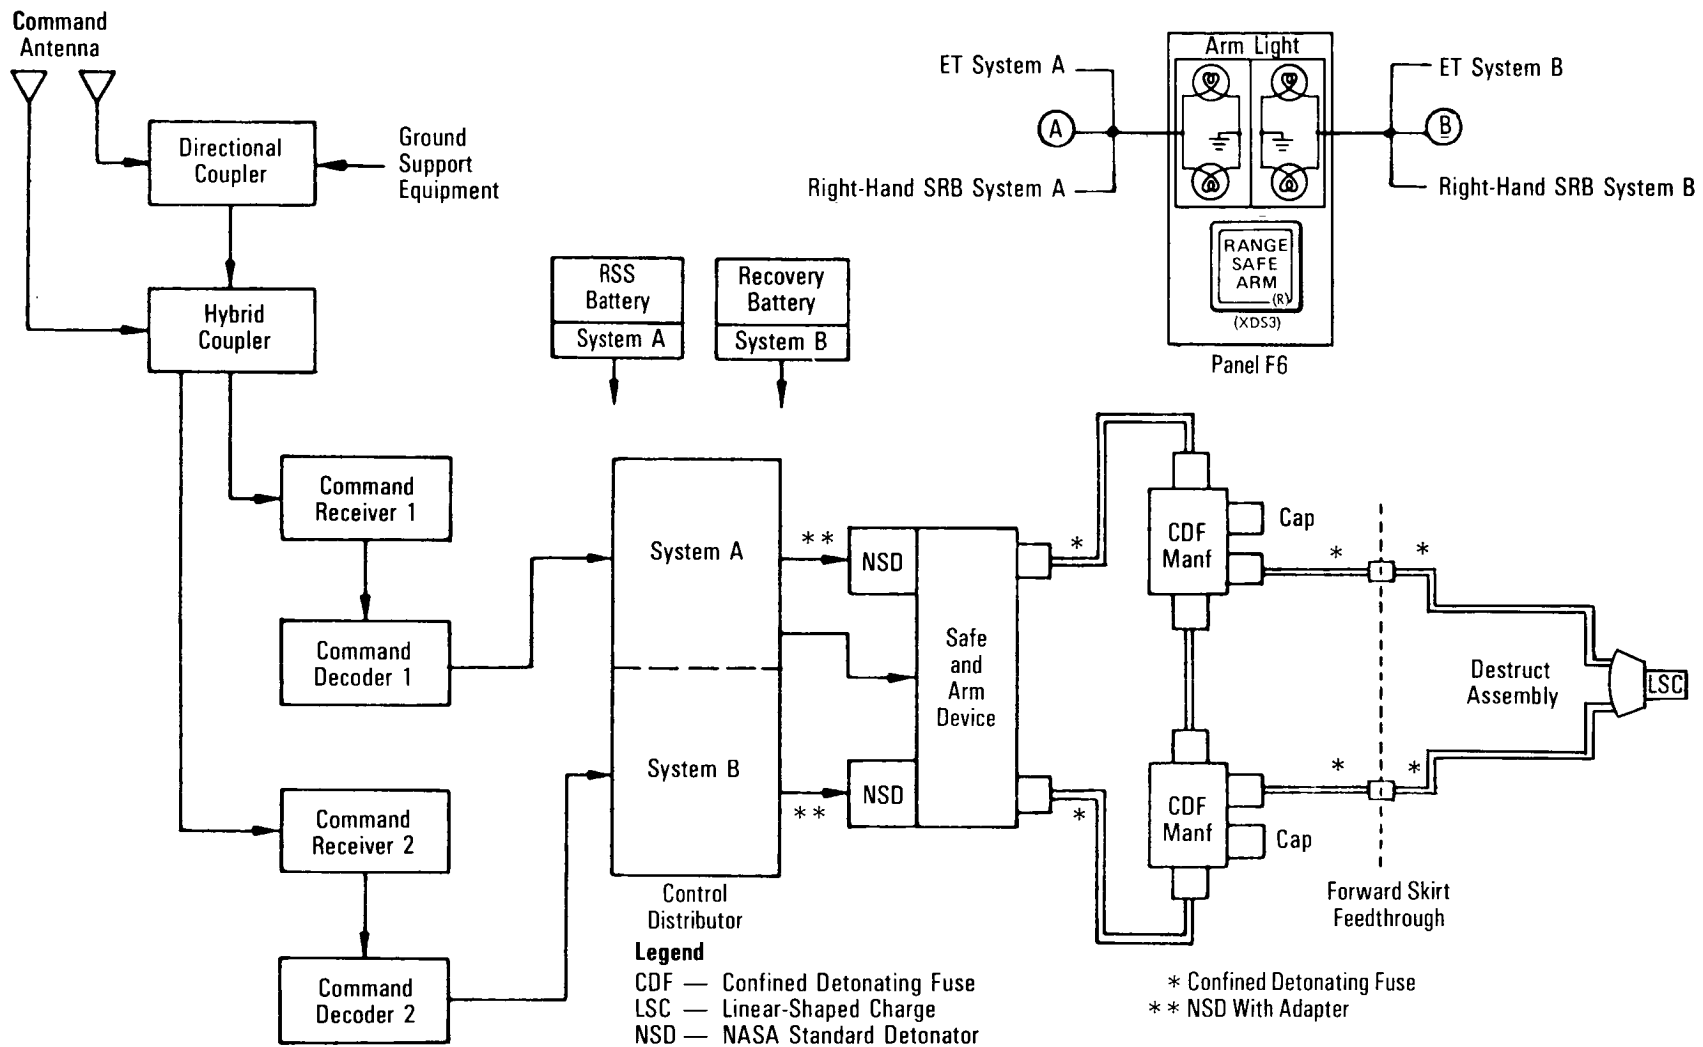 Command
Antenna
Directional
Coupler
Ground
Support
Equipment
Hybrid
Coupler
RSS
Battery
System A
Recovery
Battery
System B
ET System A
A
Right-Hand SRB System A
Arm Light
RANGE
SAFE
ARM
(R)
(XDS3)
Panel F6
ET System B
B
Right-Hand SRB System B
Command
Receiver 1
Command
Decoder 1
Command
Receiver 2
Command
Decoder 2
System A
System B
Control
Distributor
**
NSD
**
NSD
Safe
and
Arm
Device
*
*
CDF
Manf
Cap
CDF
Manf
Cap
*
*
*
*
Destruct
Assembly
LSC
Forward Skirt
Feedthrough
Legend
CDF — Confined Detonating Fuse
LSC — Linear-Shaped Charge
NSD — NASA Standard Detonator
* Confined Detonating Fuse
** NSD With Adapter